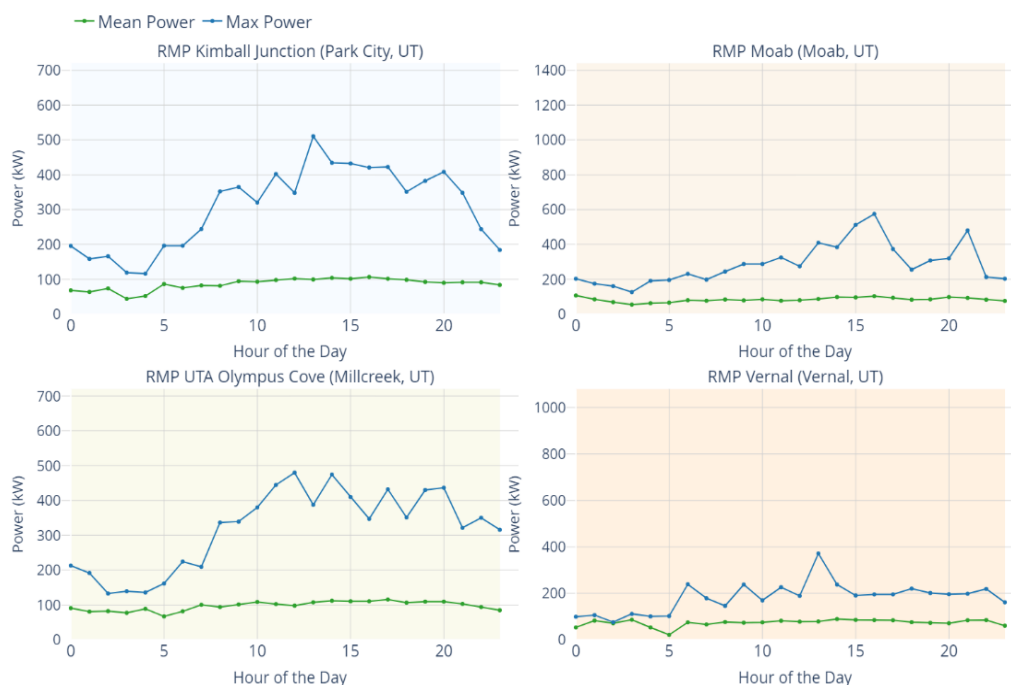 Mean Power Max Power
RMP Kimball Junction (Park City, UT)
700
600
500
400
300
200
100
0
Power (kW)
0 5 10 15 20
Hour of the Day
RMP Moab (Moab, UT)
1400
1200
1000
800
600
400
200
0
Power (kW)
0 5 10 15 20
Hour of the Day
RMP UTA Olympus Cove (Millcreek, UT)
700
600
500
400
300
200
100
0
Power (kW)
0 5 10 15 20
Hour of the Day
RMP Vernal (Vernal, UT)
1000
800
600
400
200
0
Power (kW)
0 5 10 15 20
Hour of the Day